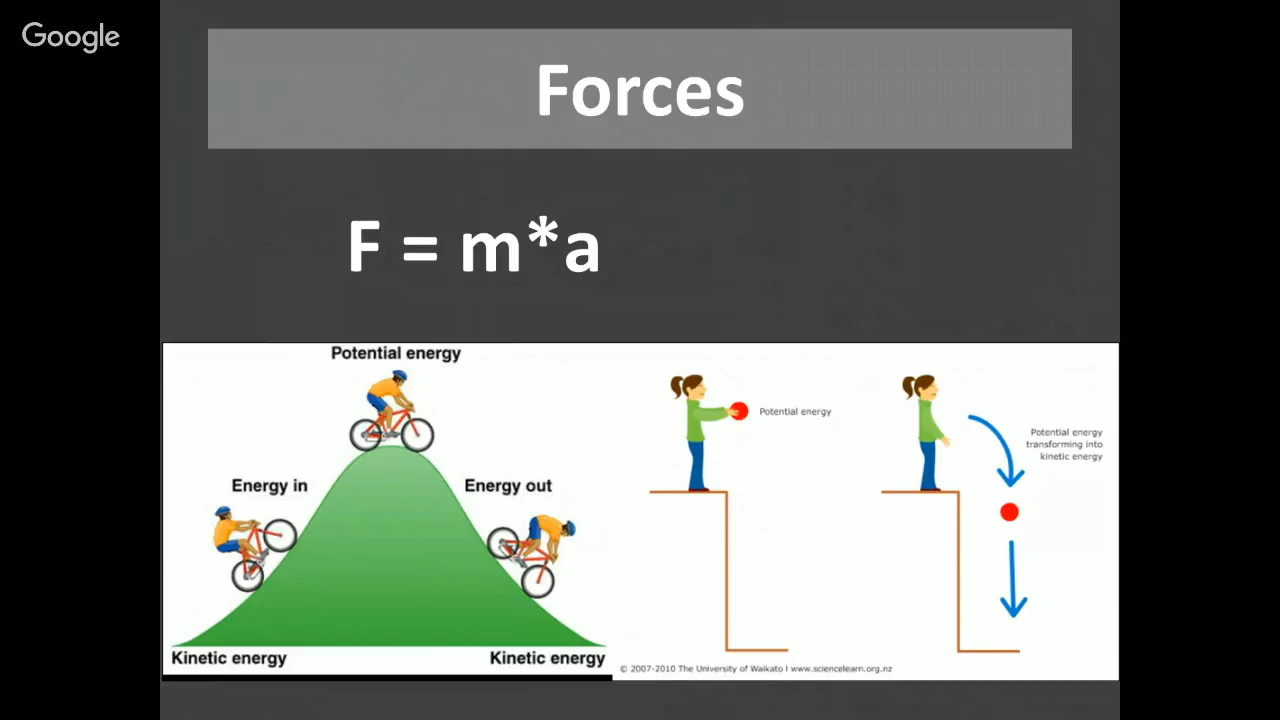 Google
Forces
F = m*a
Potential energy
Energy in
Energy out
Kinetic energy
Kinetic energy
Potential energy
Potential energy
transforming into
kinetic energy
© 2007-2010 The University of Waikato I www.sciencelearn.org.nz